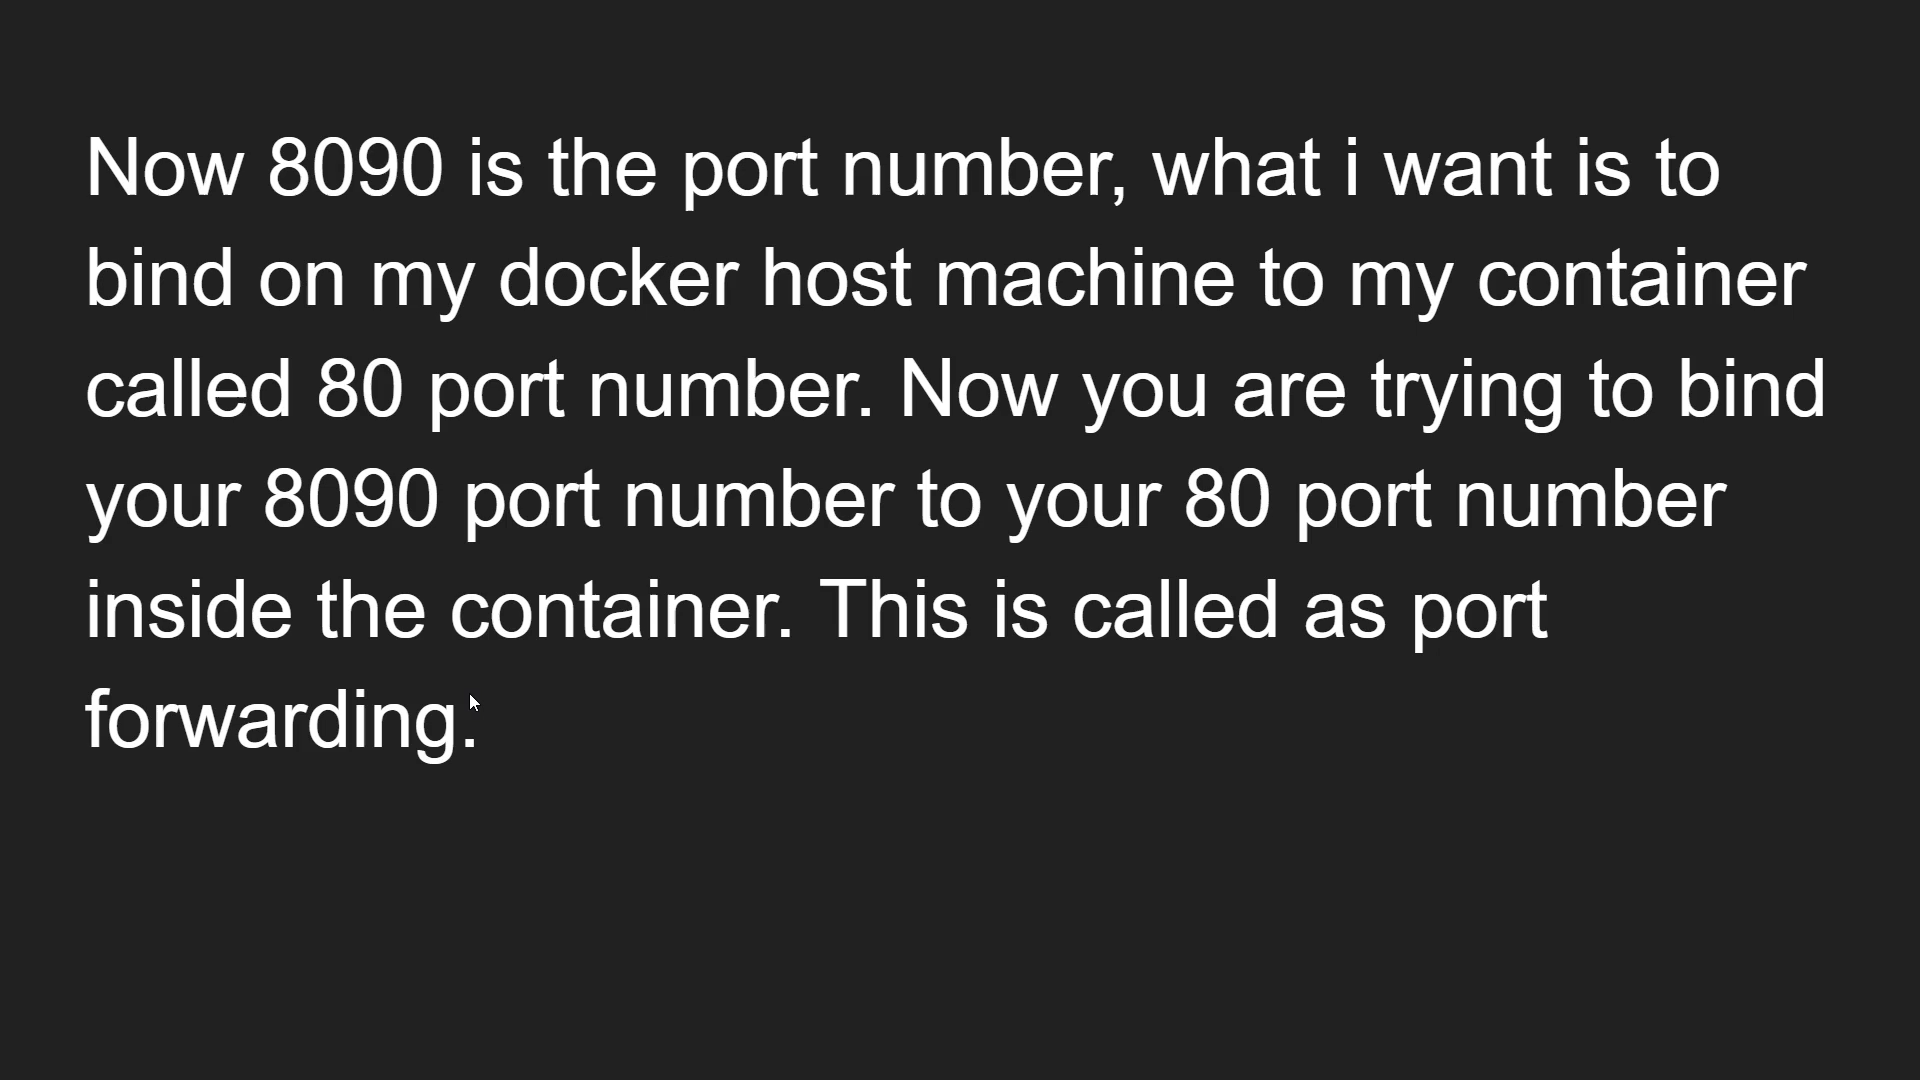 Now 8090 is the port number, what i want is to
bind on my docker host machine to my container
called 80 port number. Now you are trying to bind
your 8090 port number to your 80 port number
inside the container. This is called as port
forwarding.